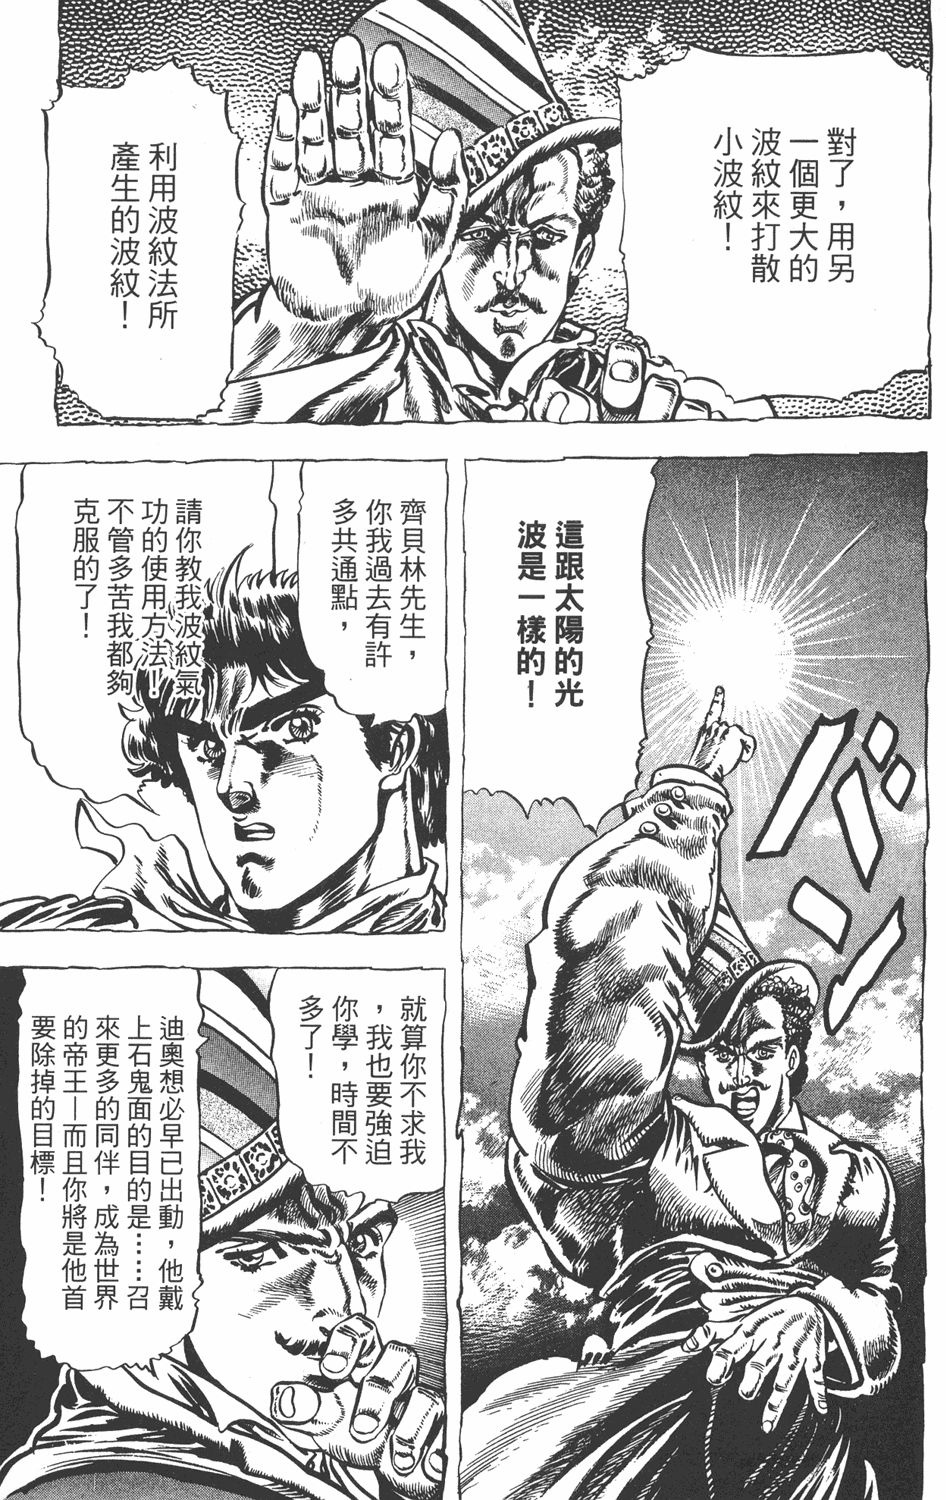 對了，用另
一個更大的
波紋來打散
小波紋！
利用波紋法所
產生的波紋！
這跟太陽的光
波是一樣的！
バン
齊貝林先生，
你我過去有許
多共通點，
請你教我波紋氣
功的使用方法！
不管多苦我都夠
克服的了！
就算你不求我
，我也要強迫
你學，時間不
多了！
迪奧想必早已出動，他戴
上石鬼面的目的是……召
來更多的同伴，成為世界
的帝王—而且你將是他首
要除掉的目標！